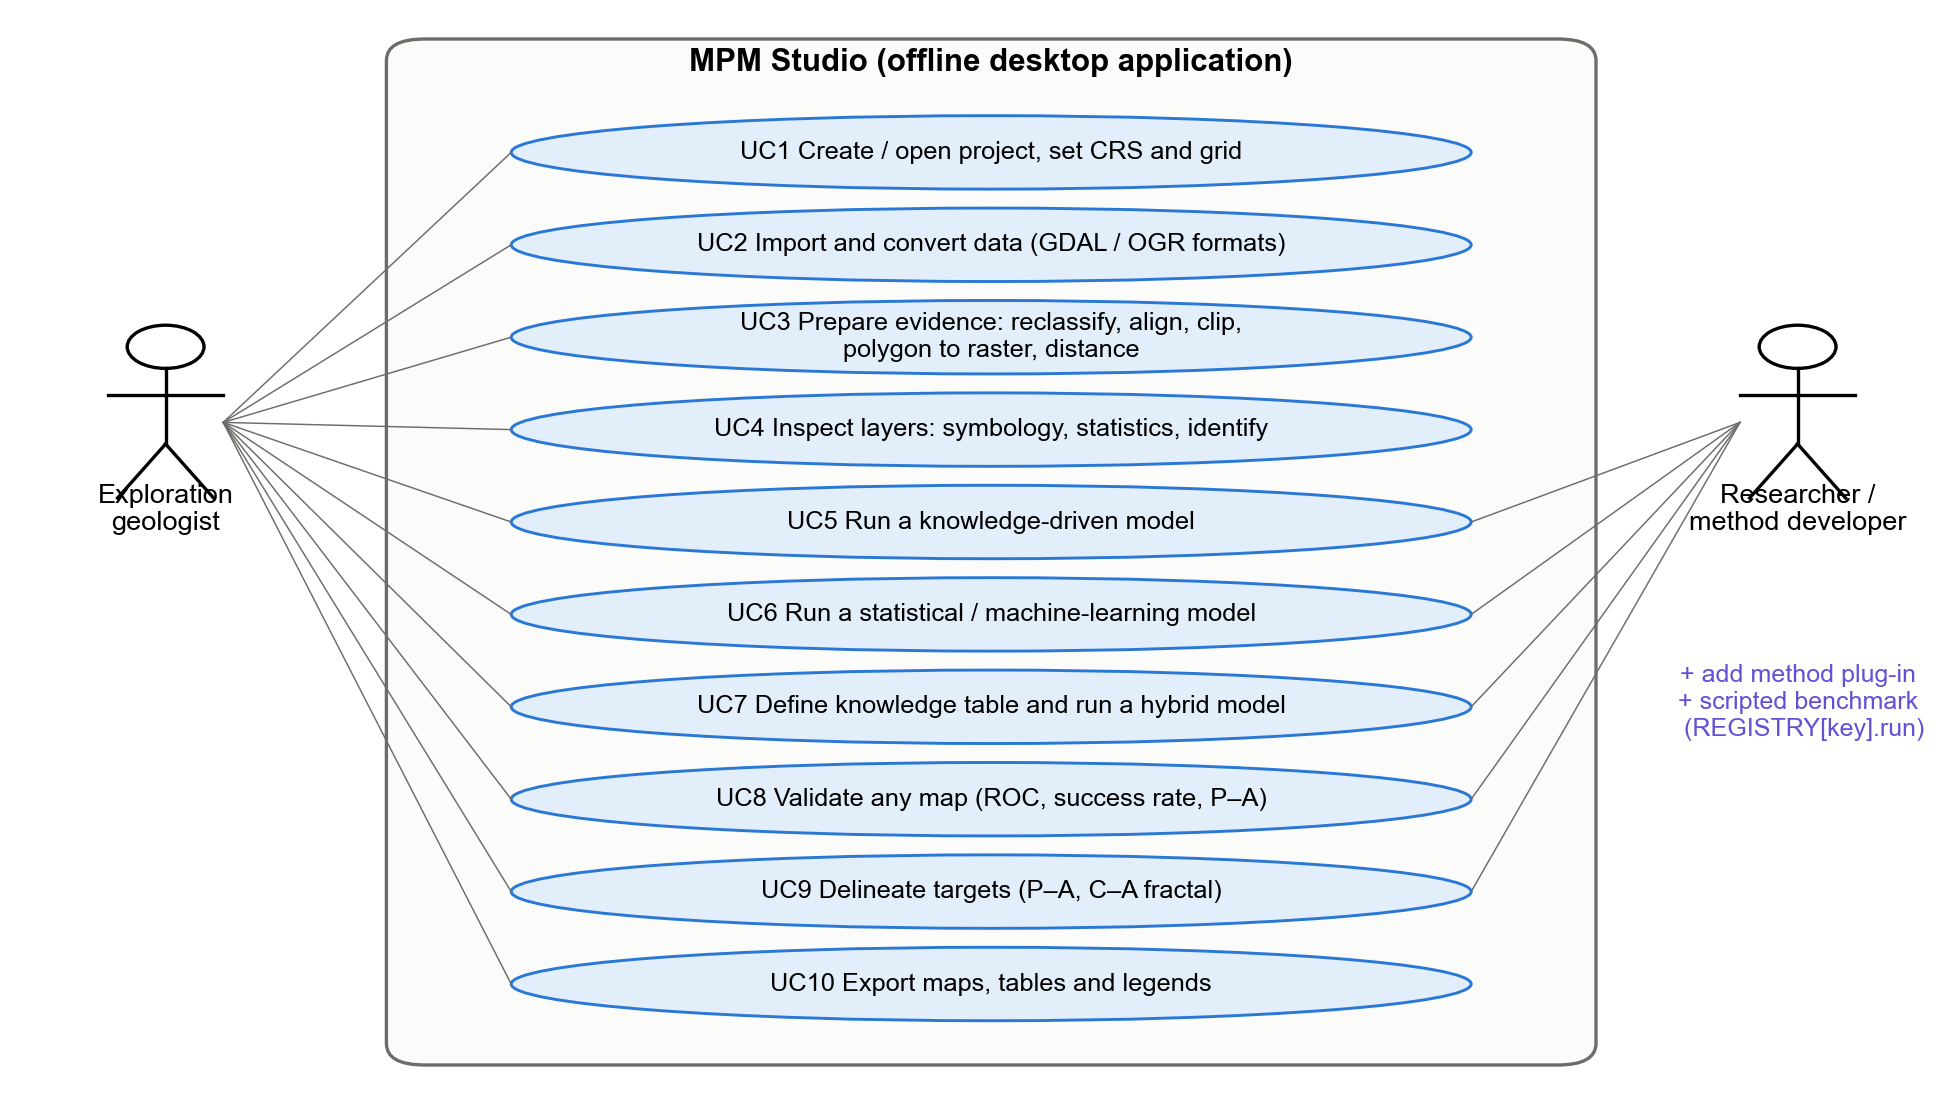 MPM Studio (offline desktop application)
UC1 Create / open project, set CRS and grid
UC2 Import and convert data (GDAL / OGR formats)
UC3 Prepare evidence: reclassify, align, clip,
polygon to raster, distance
UC4 Inspect layers: symbology, statistics, identify
UC5 Run a knowledge-driven model
UC6 Run a statistical / machine-learning model
UC7 Define knowledge table and run a hybrid model
UC8 Validate any map (ROC, success rate, P–A)
UC9 Delineate targets (P–A, C–A fractal)
UC10 Export maps, tables and legends
Exploration
geologist
Researcher /
method developer
+ add method plug-in
+ scripted benchmark
(REGISTRY[key].run)